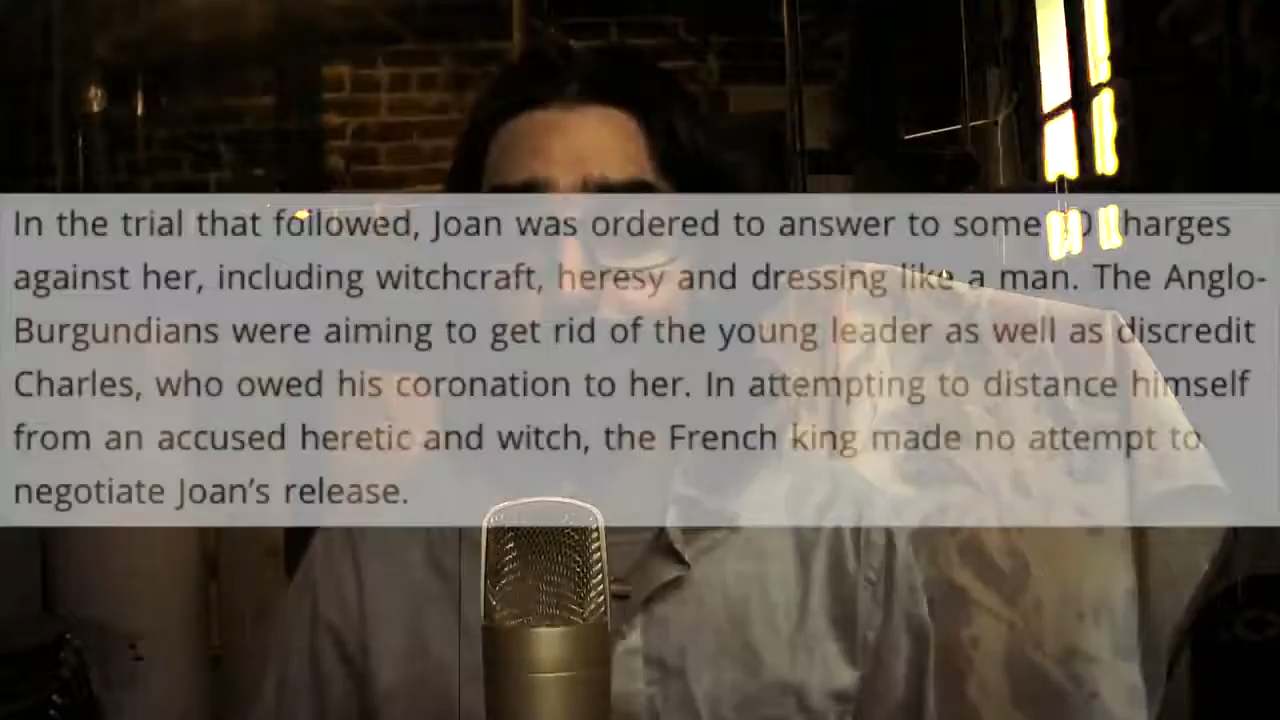 In the trial that followed, Joan was ordered to answer to some charges
against her, including witchcraft, heresy and dressing like a man. The Anglo-
Burgundians were aiming to get rid of the young leader as well as discredit
Charles, who owed his coronation to her. In attempting to distance himself
from an accused heretic and witch, the French king made no attempt to
negotiate Joan’s release.